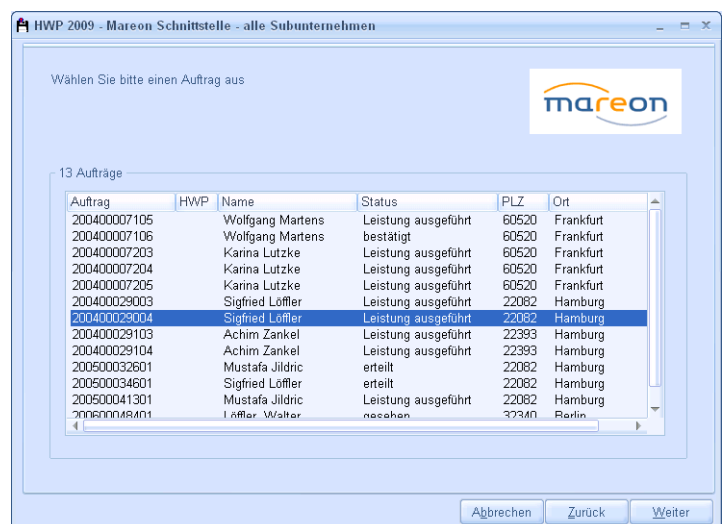 HWP 2009 - Mareon Schnittstelle - alle Subunternehmen
Wählen Sie bitte einen Auftrag aus
mareon
13 Aufträge
Auftrag HWP Name Status PLZ Ort
200400007105 Wolfgang Martens Leistung ausgeführt 60520 Frankfurt
200400007106 Wolfgang Martens bestätigt 60520 Frankfurt
200400007203 Karina Lutzke Leistung ausgeführt 60520 Frankfurt
200400007204 Karina Lutzke Leistung ausgeführt 60520 Frankfurt
200400007205 Karina Lutzke Leistung ausgeführt 60520 Frankfurt
200400029003 Sigfried Löffler Leistung ausgeführt 22082 Hamburg
200400029004 Sigfried Löffler Leistung ausgeführt 22082 Hamburg
200400029103 Achim Zankel Leistung ausgeführt 22393 Hamburg
200400029104 Achim Zankel Leistung ausgeführt 22393 Hamburg
200500032601 Mustafa Jildric erteilt 22082 Hamburg
200500034601 Sigfried Löffler erteilt 22082 Hamburg
200500041301 Mustafa Jildric Leistung ausgeführt 22082 Hamburg
200600048401 Löffler, Walter gesehen 32340 Berlin
Abbrechen Zurück Weiter